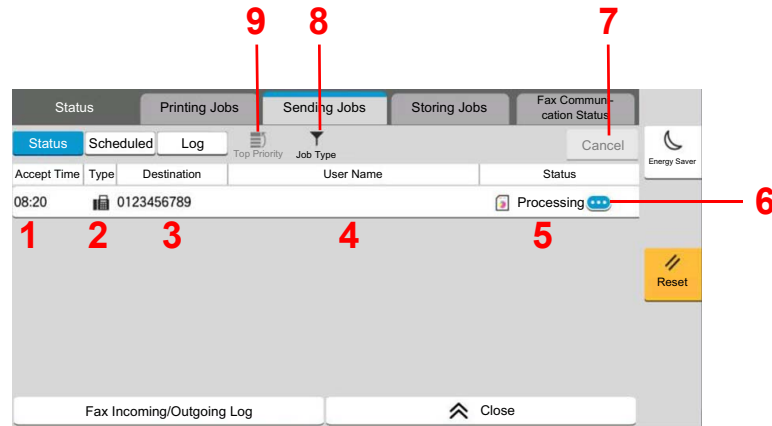 9 8 7
Status Printing Jobs Sending Jobs Storing Jobs Fax Communi-
cation Status
Status Scheduled Log Top Priority Job Type Cancel Energy Saver
Accept Time Type Destination User Name Status
08:20 0123456789 Processing 6
1 2 3 4 5
Reset
Fax Incoming/Outgoing Log Close